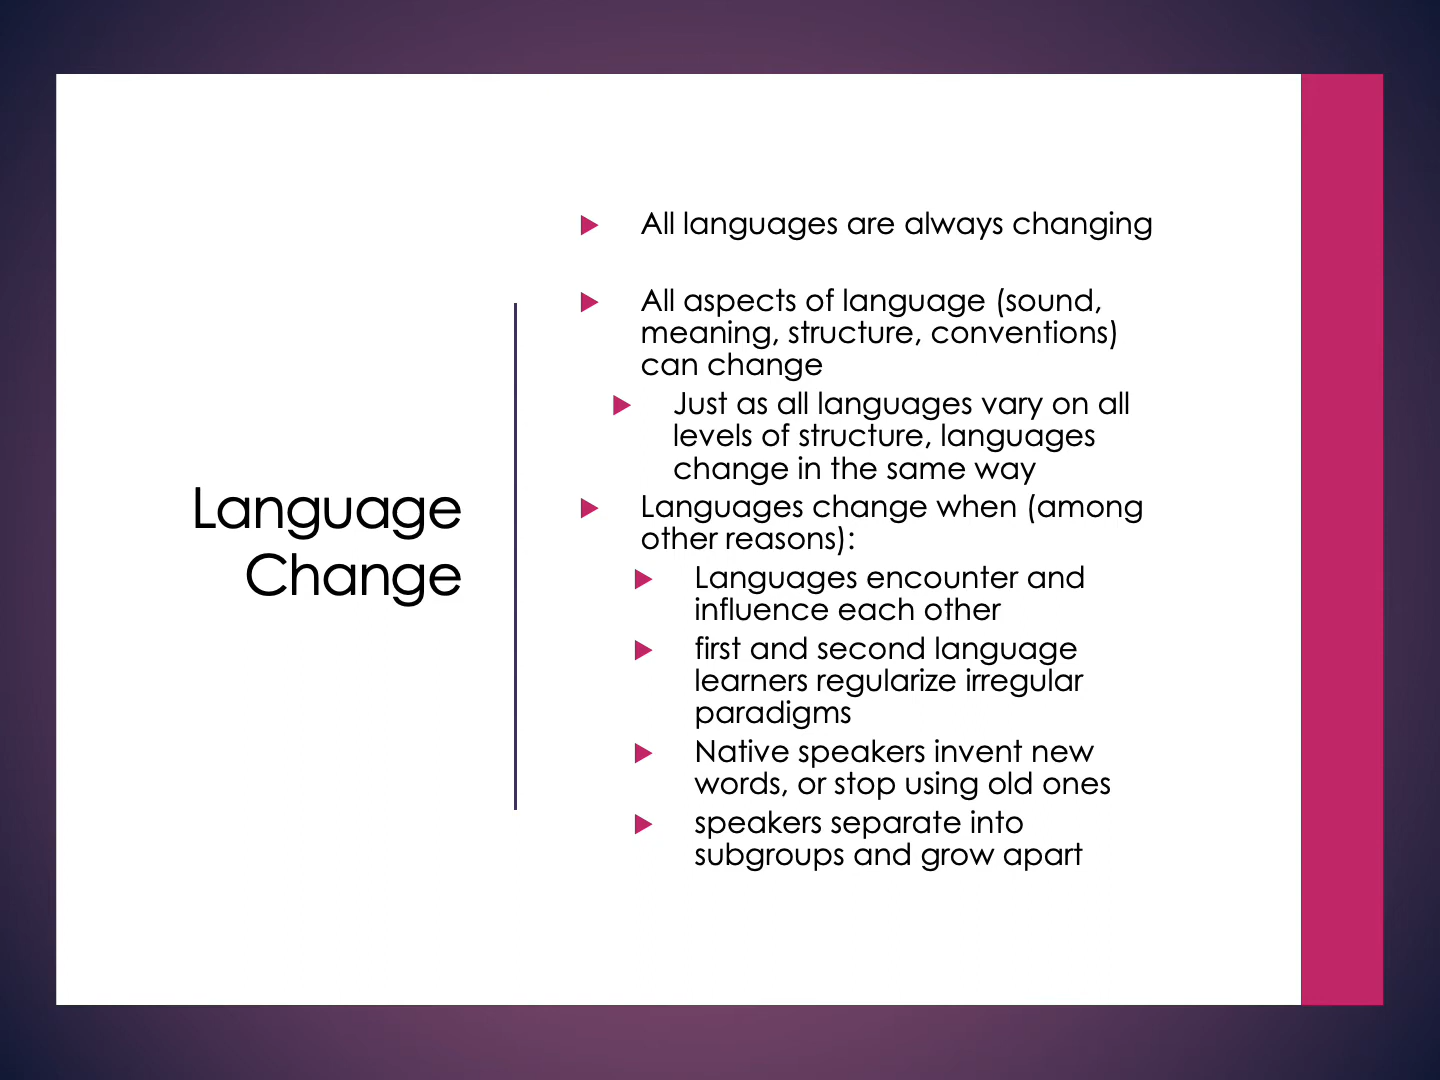 Language
Change
All languages are always changing
All aspects of language (sound,
meaning, structure, conventions)
can change
Just as all languages vary on all
levels of structure, languages
change in the same way
Languages change when (among
other reasons):
Languages encounter and
influence each other
first and second language
learners regularize irregular
paradigms
Native speakers invent new
words, or stop using old ones
speakers separate into
subgroups and grow apart